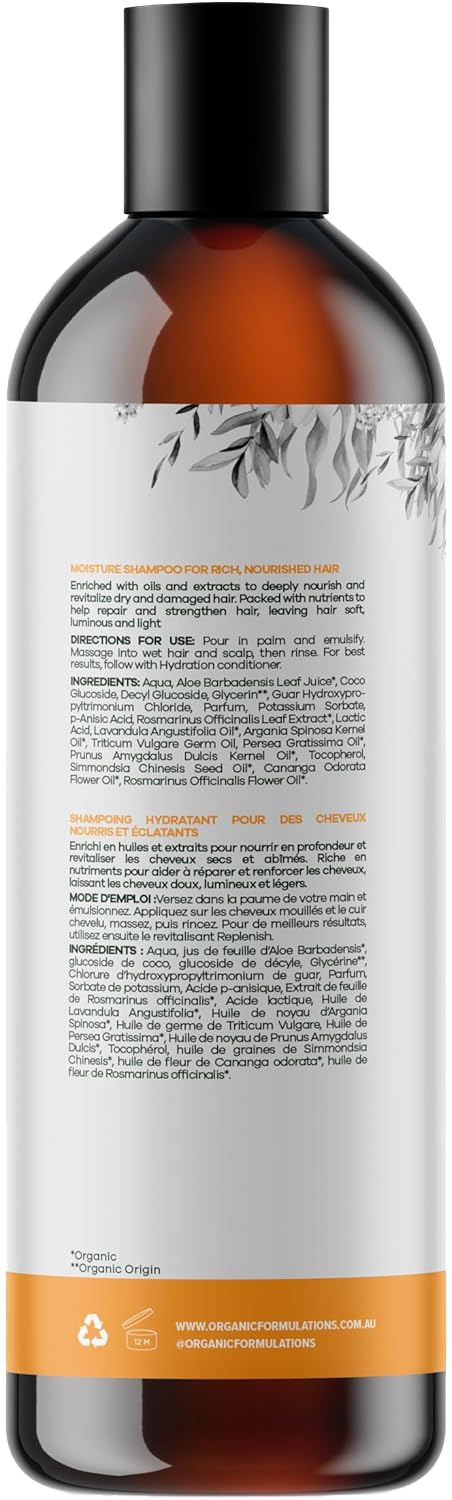 MOISTURE SHAMPOO FOR RICH, NOURISHED HAIR
Enriched with oils and extracts to deeply nourish and
revitalize dry and damaged hair. Packed with nutrients to
help repair and strengthen hair, leaving hair soft,
luminous and light
DIRECTIONS FOR USE: Pour in palm and emulsify.
Massage into wet hair and scalp, then rinse. For best
results, follow with Hydration conditioner.
INGREDIENTS: Aqua, Aloe Barbadensis Leaf Juice*, Coco
Glucoside, Decyl Glucoside, Glycerin**, Guar Hydroxypro-
pyltrimonium Chloride, Parfum, Potassium Sorbate,
p-Anisic Acid, Rosmarinus Officinalis Leaf Extract*, Lactic
Acid, Lavandula Angustifolia Oil*, Argania Spinosa Kernel
Oil*, Triticum Vulgare Germ Oil, Persea Gratissima Oil*,
Prunus Amygdalus Dulcis Kernel Oil*, Tocopherol,
Simmondsia Chinesis Seed Oil*, Cananga Odorata
Flower Oil*, Rosmarinus Officinalis Flower Oil*.
SHAMPOING HYDRATANT POUR DES CHEVEUX
NOURRIS ET ÉCLATANTS
Enrichi en huiles et extraits pour nourrir en profondeur et
revitaliser les cheveux secs et abîmés. Riche en
nutriments pour aider à réparer et renforcer les cheveux,
laissant les cheveux doux, lumineux et légers.
MODE D'EMPLOI :Versez dans la paume de votre main et
émulsionnez. Appliquez sur les cheveux mouillés et le cuir
chevelu, massez, puis rincez. Pour de meilleurs résultats,
utilisez ensuite le revitalisant Replenish.
INGRÉDIENTS : Aqua, jus de feuille d'Aloe Barbadensis*,
glucoside de coco, glucoside de décyle, Glycérine**,
Chlorure d'hydroxypropyltrimonium de guar, Parfum,
Sorbate de potassium, Acide p-anisique, Extrait de feuille
de Rosmarinus officinalis*, Acide lactique, Huile de
Lavandula Angustifolia*, Huile de noyau d'Argania
Spinosa*, Huile de germe de Triticum Vulgare, Huile de
Persea Gratissima*, Huile de noyau de Prunus Amygdalus
Dulcis*, Tocophérol, huile de graines de Simmondsia
Chinesis*, huile de fleur de Cananga odorata*, huile de
fleur de Rosmarinus officinalis*.
*Organic
**Organic Origin
12 M
WWW.ORGANICFORMULATIONS.COM.AU
@ORGANICFORMULATIONS